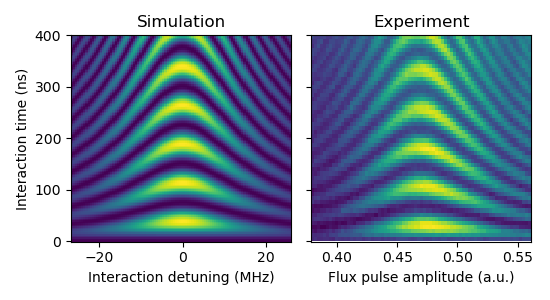 Simulation
Experiment
Interaction time (ns)
400
300
200
100
0
−20
0
20
0.40
0.45
0.50
0.55
Interaction detuning (MHz)
Flux pulse amplitude (a.u.)